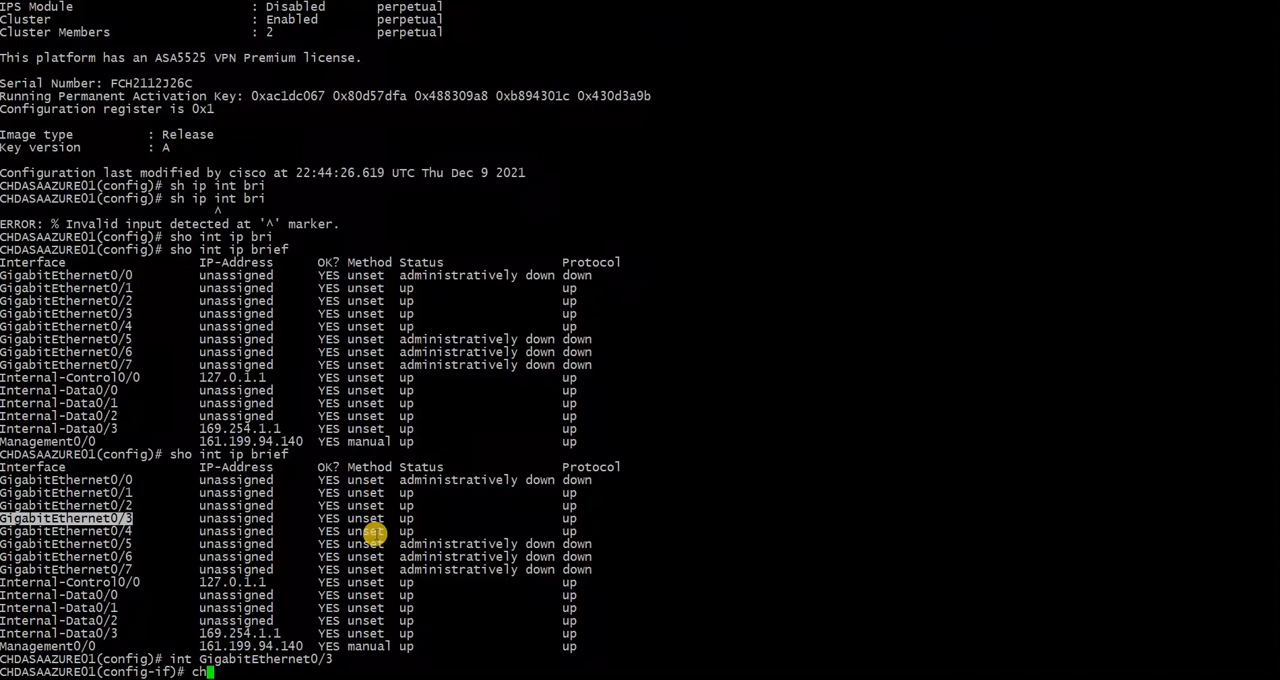 IPS Module : Disabled perpetual
Cluster : Enabled perpetual
Cluster Members : 2 perpetual
This platform has an ASA5525 VPN Premium license.
Serial Number: FCH2112J26C
Running Permanent Activation Key: 0xac1dc067 0x80d57dfa 0x488309a8 0xb894301c 0x430d3a9b
Configuration register is 0x1
Image type : Release
Key version : A
Configuration last modified by cisco at 22:44:26.619 UTC Thu Dec 9 2021
CHDASAAZURE01(config)# sh ip int bri
CHDASAAZURE01(config)# sh ip int bri
^
ERROR: % Invalid input detected at '^' marker.
CHDASAAZURE01(config)# sho int ip bri
CHDASAAZURE01(config)# sho int ip brief
Interface IP-Address OK? Method Status Protocol
GigabitEthernet0/0 unassigned YES unset administratively down down
GigabitEthernet0/1 unassigned YES unset up up
GigabitEthernet0/2 unassigned YES unset up up
GigabitEthernet0/3 unassigned YES unset up up
GigabitEthernet0/4 unassigned YES unset up up
GigabitEthernet0/5 unassigned YES unset administratively down down
GigabitEthernet0/6 unassigned YES unset administratively down down
GigabitEthernet0/7 unassigned YES unset administratively down down
Internal-Control0/0 127.0.1.1 YES unset up up
Internal-Data0/0 unassigned YES unset up up
Internal-Data0/1 unassigned YES unset up up
Internal-Data0/2 unassigned YES unset up up
Internal-Data0/3 169.254.1.1 YES unset up up
Management0/0 161.199.94.140 YES manual up up
CHDASAAZURE01(config)# sho int ip brief
Interface IP-Address OK? Method Status Protocol
GigabitEthernet0/0 unassigned YES unset administratively down down
GigabitEthernet0/1 unassigned YES unset up up
GigabitEthernet0/2 unassigned YES unset up up
GigabitEthernet0/3 unassigned YES unset up up
GigabitEthernet0/4 unassigned YES unset up up
GigabitEthernet0/5 unassigned YES unset administratively down down
GigabitEthernet0/6 unassigned YES unset administratively down down
GigabitEthernet0/7 unassigned YES unset administratively down down
Internal-Control0/0 127.0.1.1 YES unset up up
Internal-Data0/0 unassigned YES unset up up
Internal-Data0/1 unassigned YES unset up up
Internal-Data0/2 unassigned YES unset up up
Internal-Data0/3 169.254.1.1 YES unset up up
Management0/0 161.199.94.140 YES manual up up
CHDASAAZURE01(config)# int GigabitEthernet0/3
CHDASAAZURE01(config-if)# ch